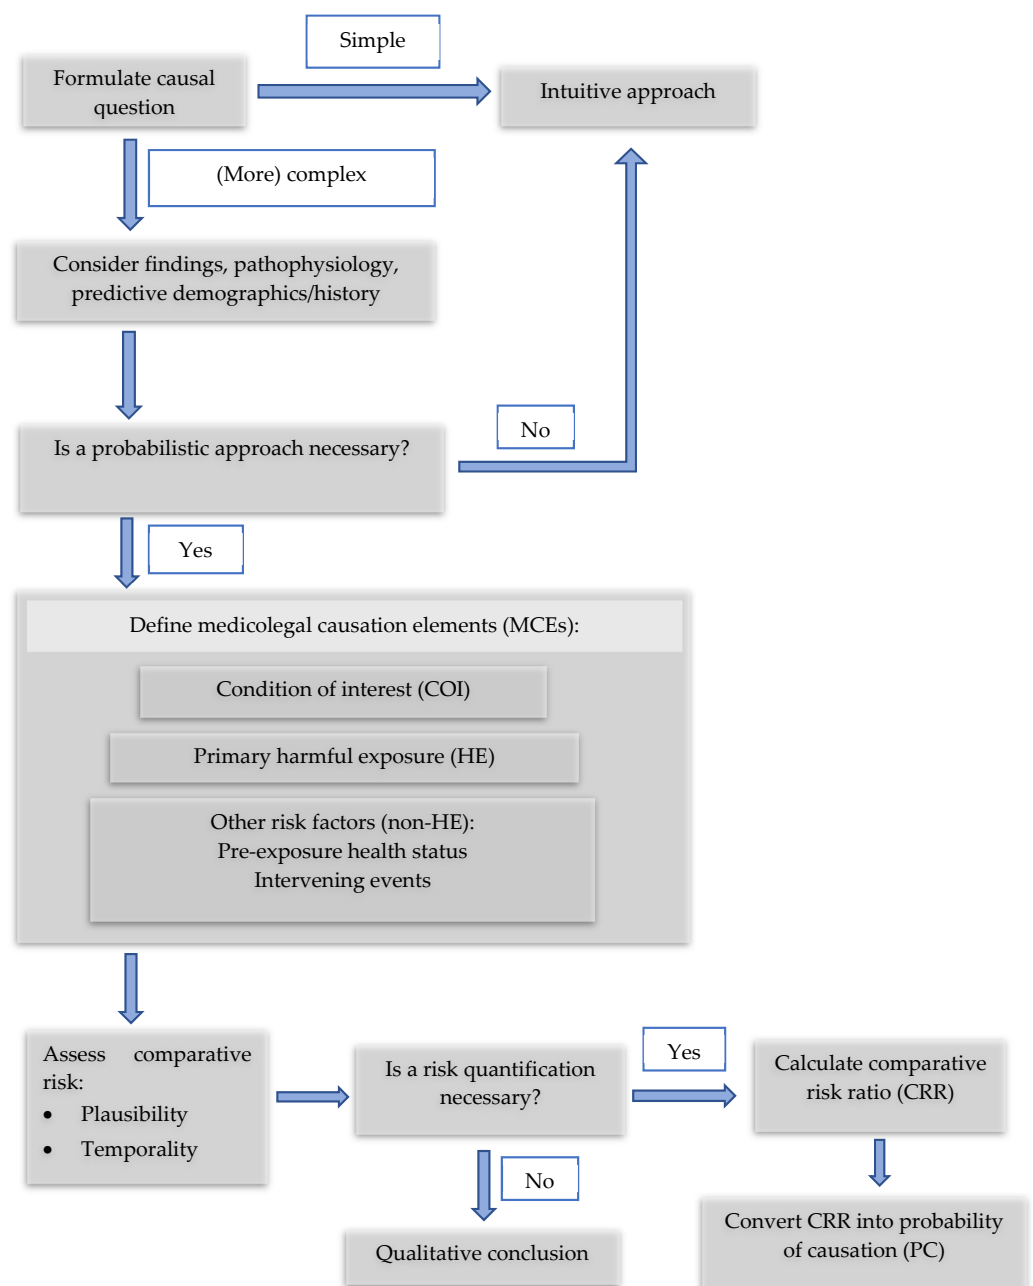 Simple
Formulate causal
question
Intuitive approach
(More) complex
Consider findings, pathophysiology,
predictive demographics/history
No
Is a probabilistic approach necessary?
Yes
Define medicolegal causation elements (MCEs):
Condition of interest (COI)
Primary harmful exposure (HE)
Other risk factors (non-HE):
Pre-exposure health status
Intervening events
Assess comparative
risk:
• Plausibility
• Temporality
Is a risk quantification
necessary?
Yes
Calculate comparative
risk ratio (CRR)
No
Qualitative conclusion
Convert CRR into probability
of causation (PC)